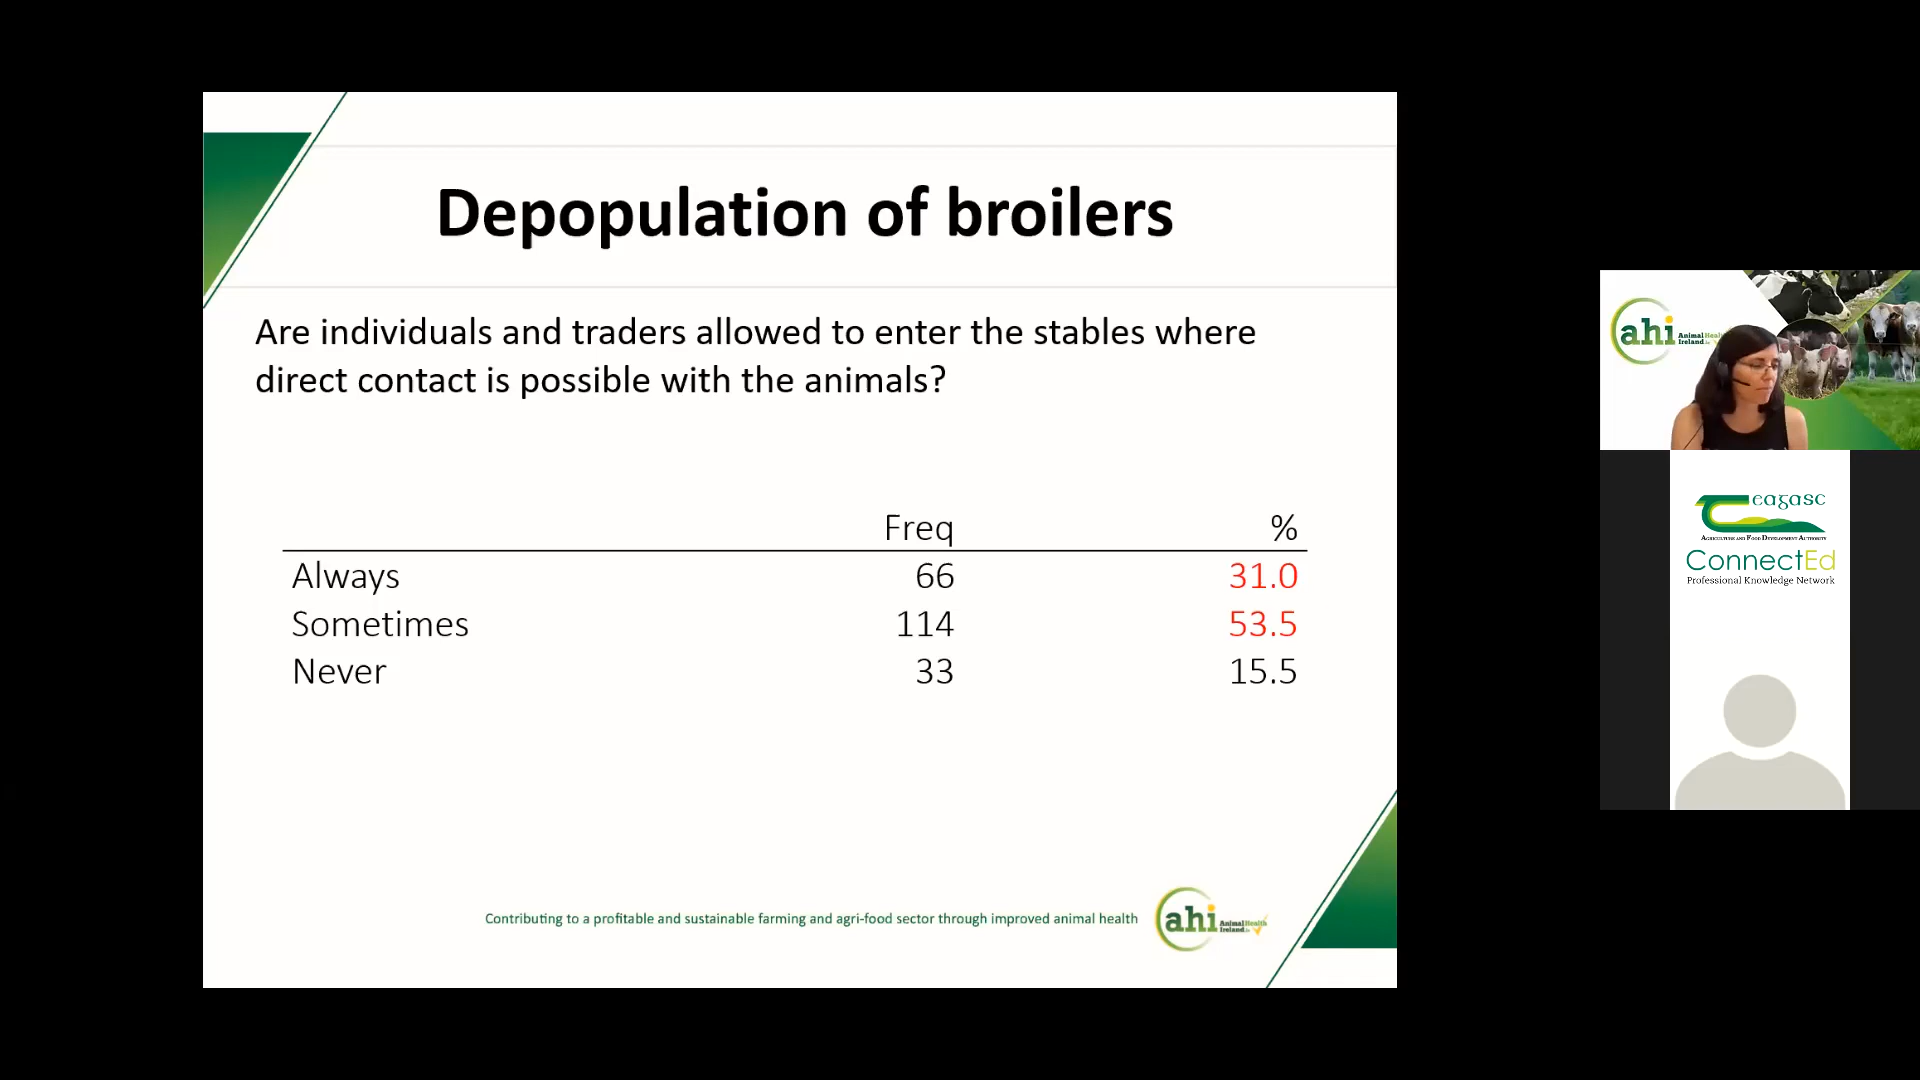 Depopulation of broilers
Are individuals and traders allowed to enter the stables where
direct contact is possible with the animals?
Freq %
Always 66 31.0
Sometimes 114 53.5
Never 33 15.5
Contributing to a profitable and sustainable farming and agri-food sector through improved animal health
ahi Animal Health
Ireland.ie
ahi Animal Health
Ireland.ie
Teagasc
AGRICULTURE AND FOOD DEVELOPMENT AUTHORITY
ConnectEd
Professional Knowledge Network